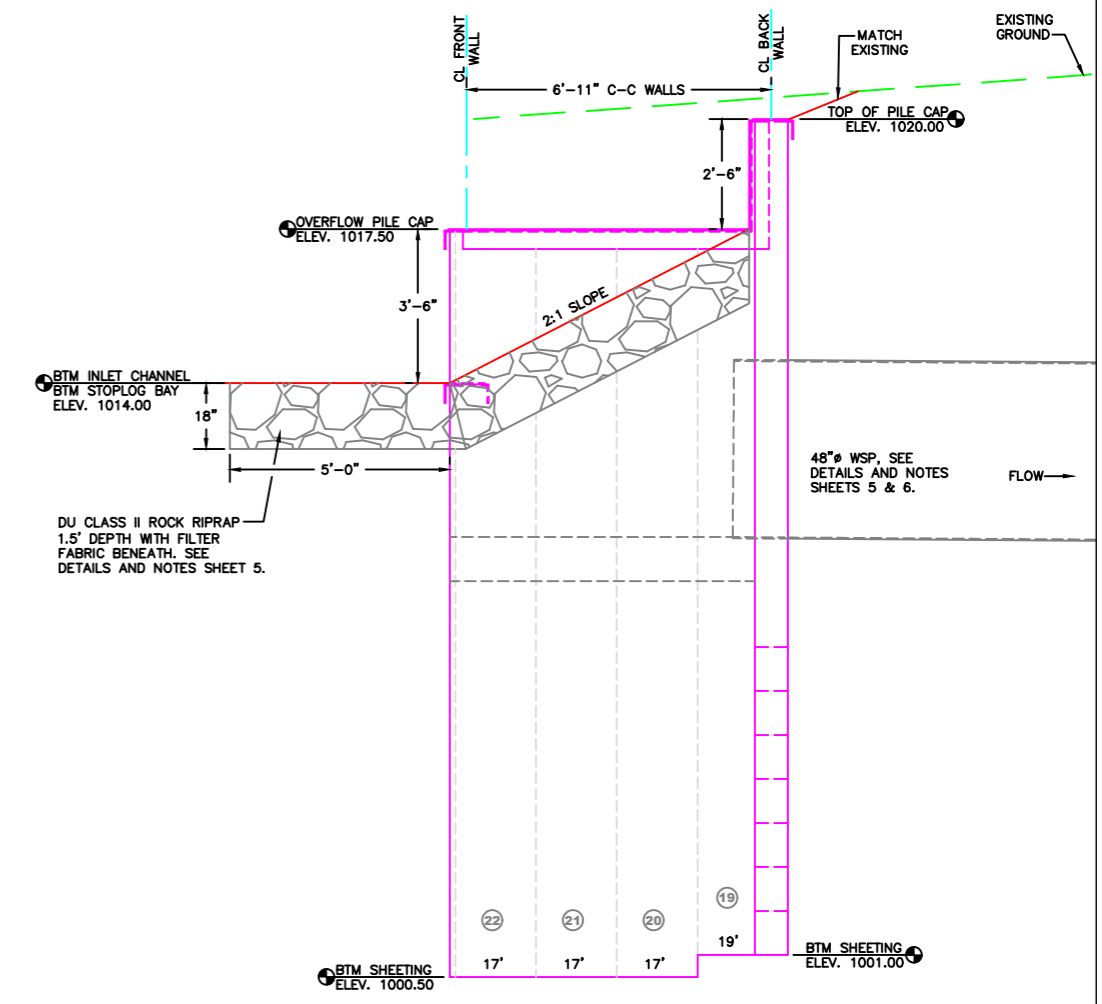 CL FRONT
WALL
CL BACK
WALL
EXISTING
GROUND
MATCH
EXISTING
6'-11" C-C WALLS
TOP OF PILE CAP
ELEV. 1020.00
2'-6"
OVERFLOW PILE CAP
ELEV. 1017.50
3'-6"
2:1 SLOPE
BTM INLET CHANNEL
BTM STOPLOG BAY
ELEV. 1014.00
18"
5'-0"
48"ø WSP, SEE
DETAILS AND NOTES
SHEETS 5 & 6.
FLOW
DU CLASS II ROCK RIPRAP
1.5' DEPTH WITH FILTER
FABRIC BENEATH. SEE
DETAILS AND NOTES SHEET 5.
22
21
20
19
17'
17'
17'
19'
BTM SHEETING
ELEV. 1001.00
BTM SHEETING
ELEV. 1000.50